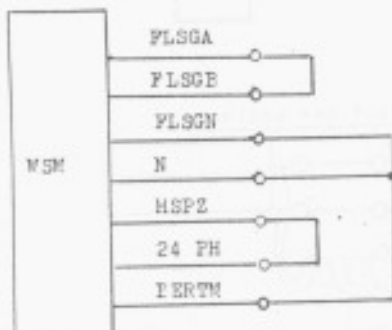 FLSGA
FLSGB
FLSGN
WSM
N
HSPZ
24 PH
PERTM